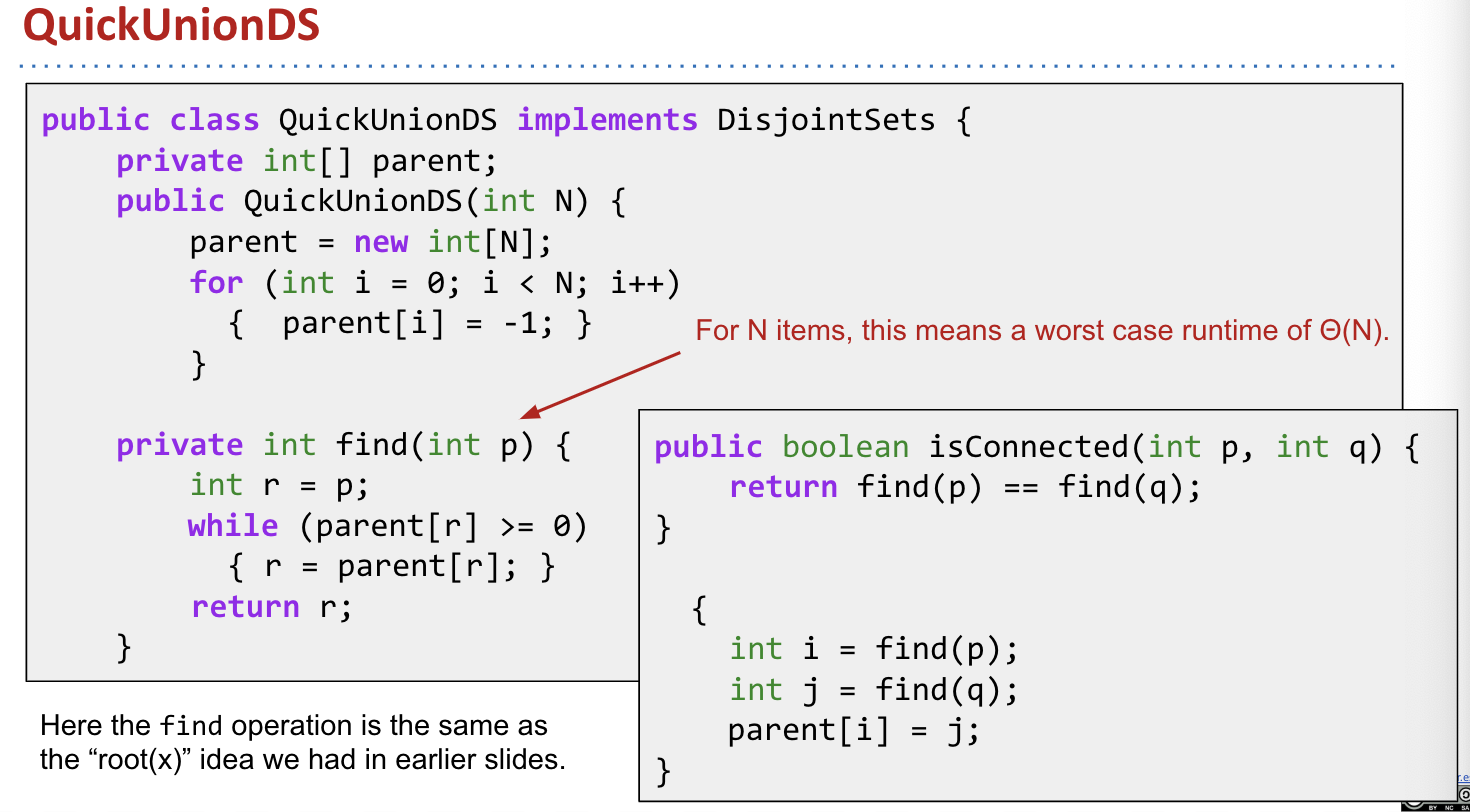 QuickUnionDS
public class QuickUnionDS implements DisjointSets {
private int[] parent;
public QuickUnionDS(int N) {
parent = new int[N];
for (int i = 0; i < N; i++)
{ parent[i] = -1; }
}
For N items, this means a worst case runtime of Θ(N).
private int find(int p) {
int r = p;
while (parent[r] >= 0)
{ r = parent[r]; }
return r;
}
public boolean isConnected(int p, int q) {
return find(p) == find(q);
}
{
int i = find(p);
int j = find(q);
parent[i] = j;
}
Here the find operation is the same as
the “root(x)” idea we had in earlier slides.
r.e
BY NC SA